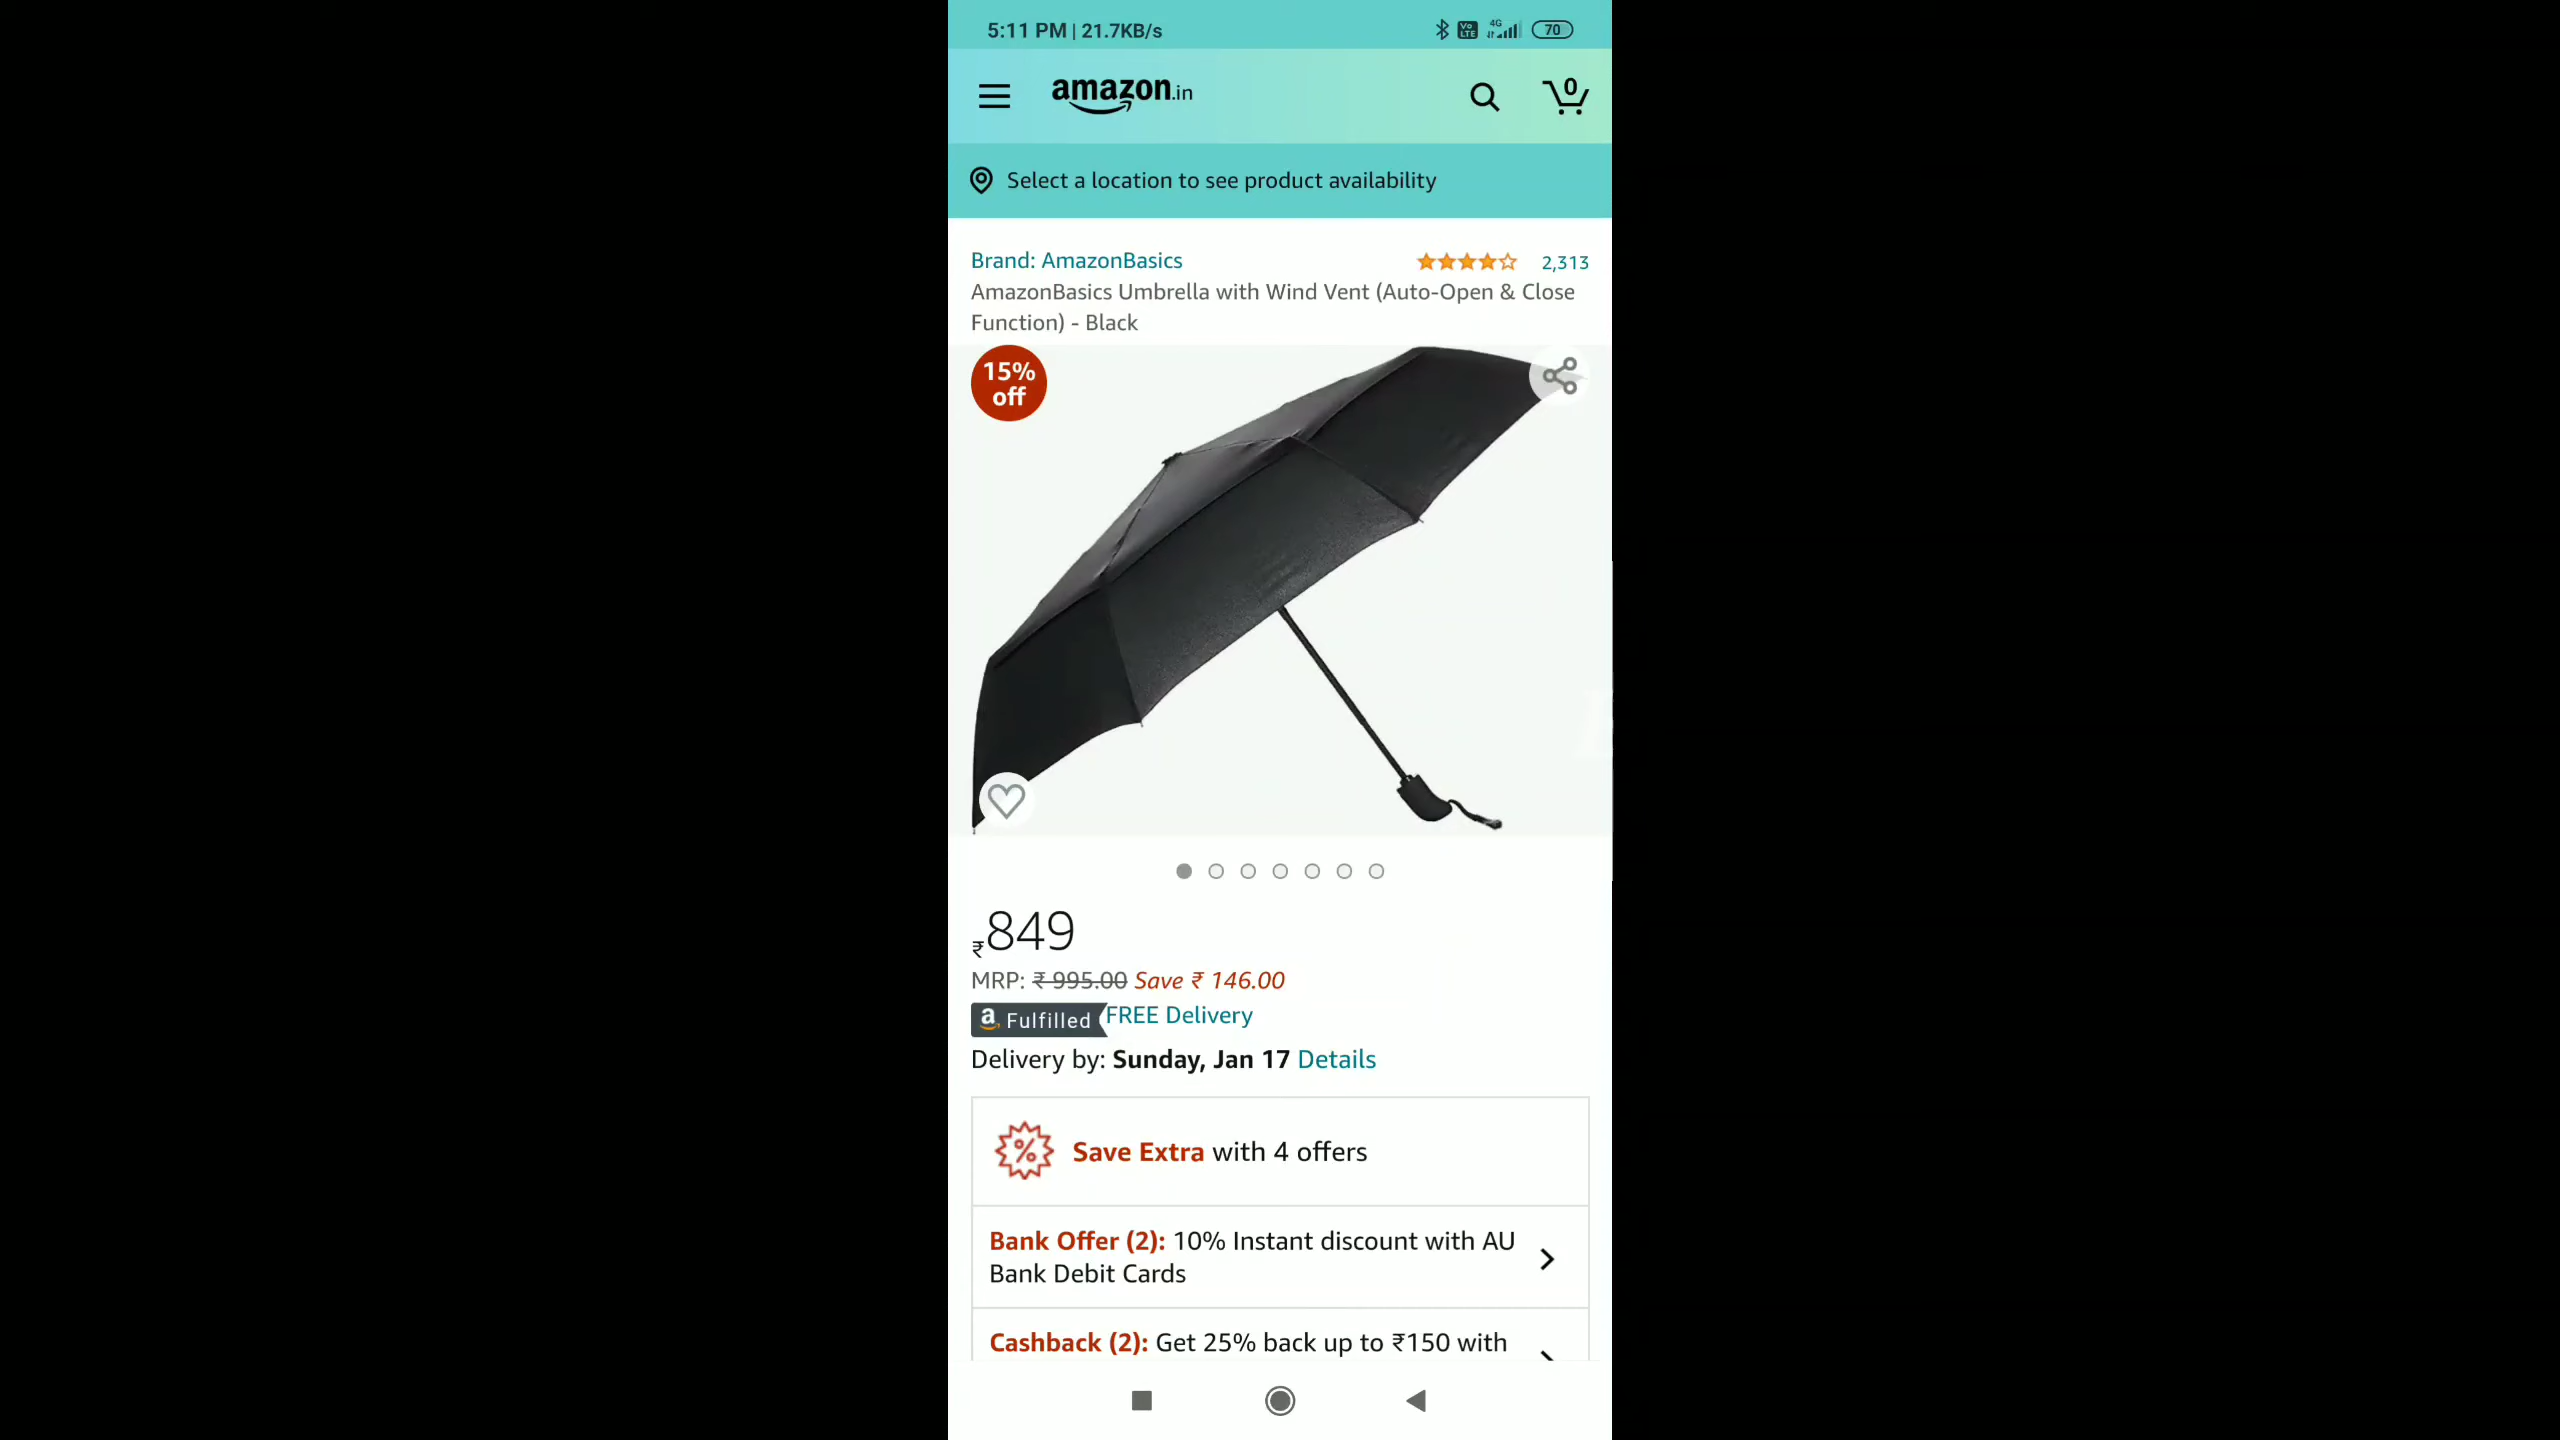 5:11 PM | 21.7KB/s
Vo LTE 4G 70
amazon.in
0
Select a location to see product availability
Brand: AmazonBasics
2,313
AmazonBasics Umbrella with Wind Vent (Auto-Open & Close
Function) - Black
15%
off
₹849
MRP: ₹ 995.00 Save ₹ 146.00
a Fulfilled FREE Delivery
Delivery by: Sunday, Jan 17 Details
Save Extra with 4 offers
Bank Offer (2): 10% Instant discount with AU
Bank Debit Cards
Cashback (2): Get 25% back up to ₹150 with